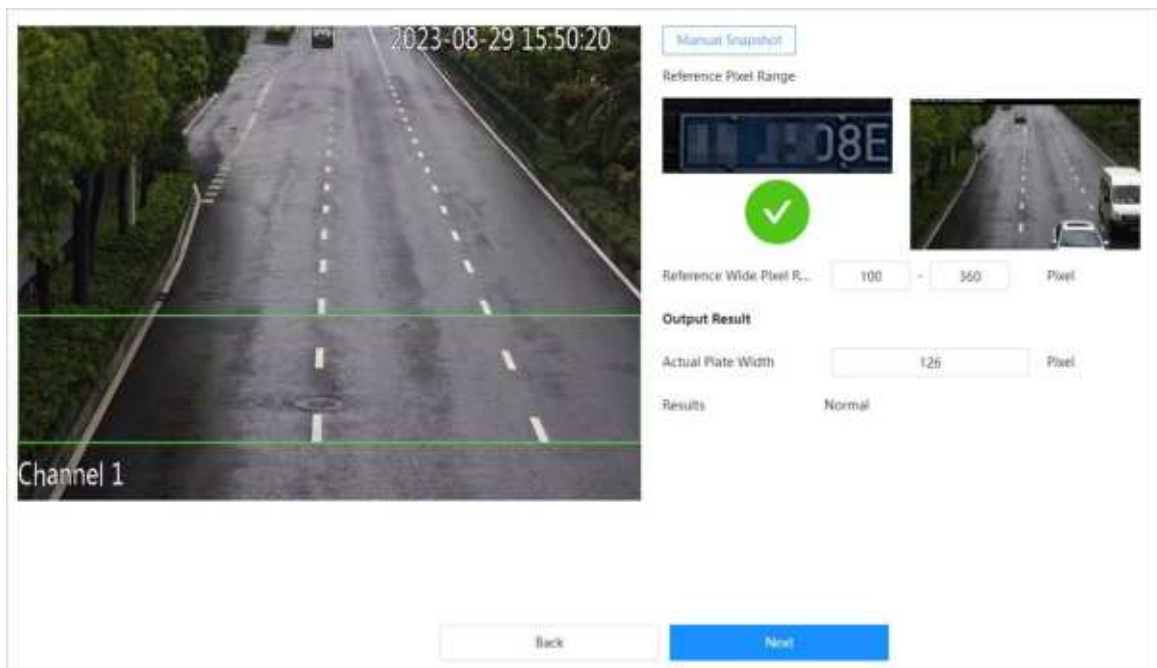 2023-08-29 15:50:20
Manual Snapshot
Reference Pixel Range
08E
Reference Wide Pixel R... 100 - 360 Pixel
Output Result
Actual Plate Width 126 Pixel
Results Normal
Channel 1
Back Next